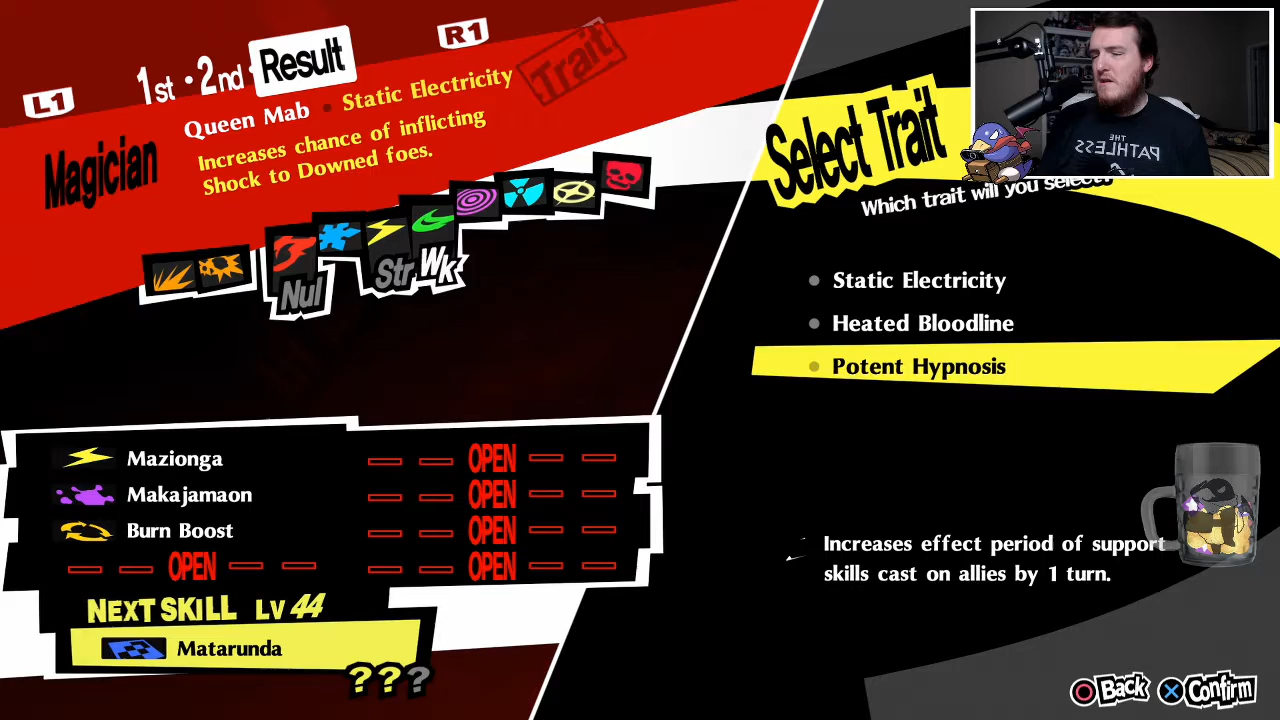 L1
1st • 2nd • Result
R1
Trait
Queen Mab • Static Electricity
Increases chance of inflicting
Shock to Downed foes.
Magician
Nul
Str
Wk
Select Trait
Which trait will you select?
Static Electricity
Heated Bloodline
Potent Hypnosis
Increases effect period of support
skills cast on allies by 1 turn.
Mazionga
OPEN
Makajamaon
OPEN
Burn Boost
OPEN
OPEN
OPEN
NEXT SKILL LV 44
Matarunda
???
THE
PATHLESS
Back
Confirm